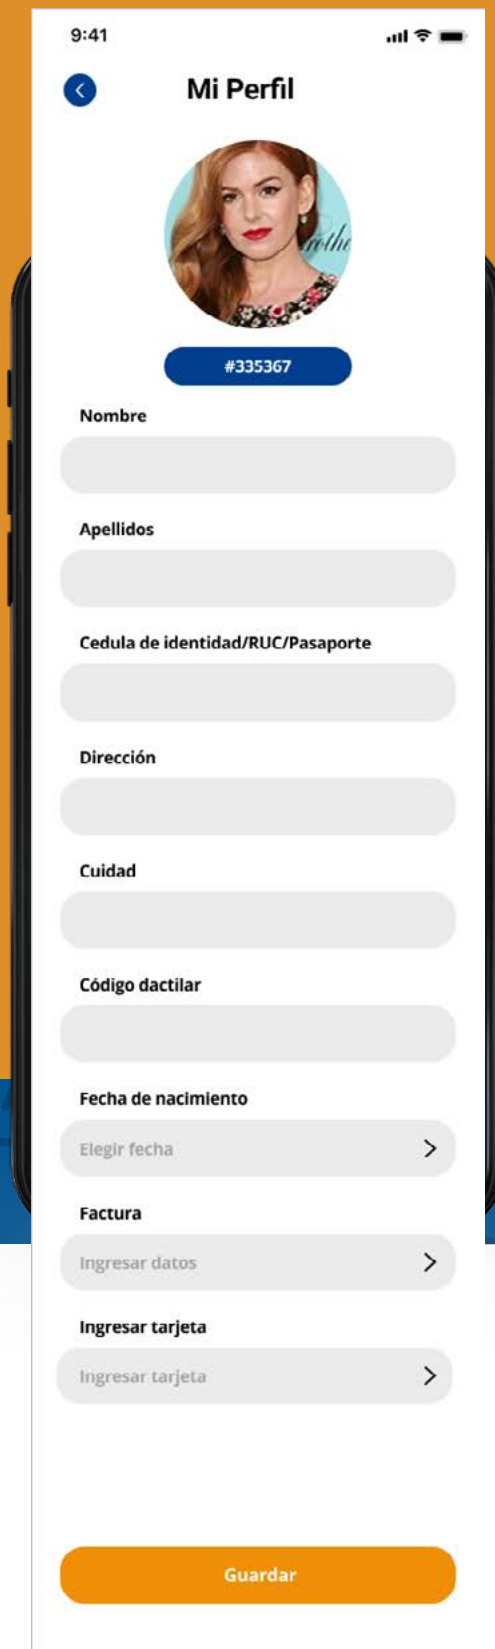 9:41
Mi Perfil
#335367
Nombre
Apellidos
Cedula de identidad/RUC/Pasaporte
Dirección
Cuidad
Código dactilar
Fecha de nacimiento
Elegir fecha
Factura
Ingresar datos
Ingresar tarjeta
Ingresar tarjeta
Guardar